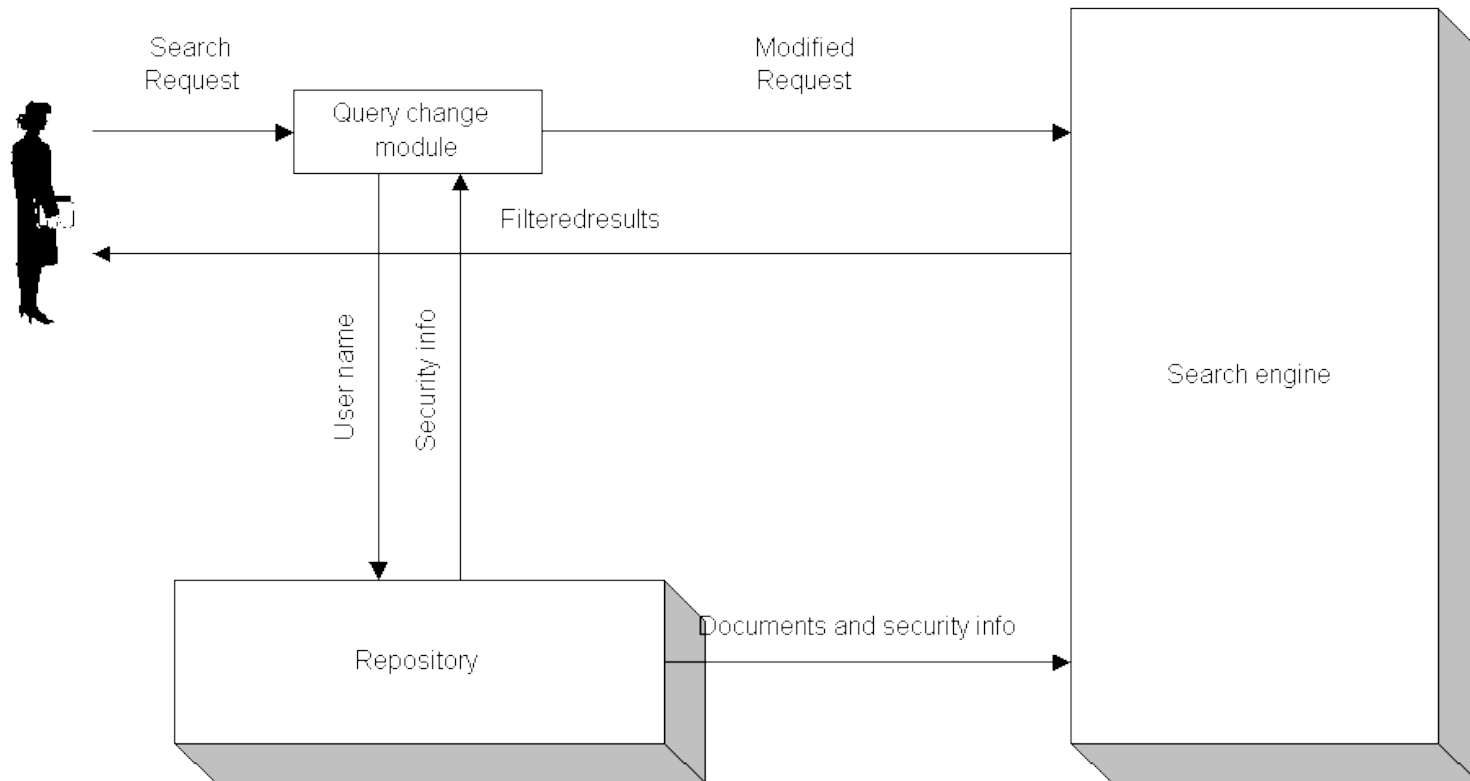 Search
Request
Modified
Request
Query change
module
Filteredresults
User name
Security info
Search engine
Documents and security info
Repository